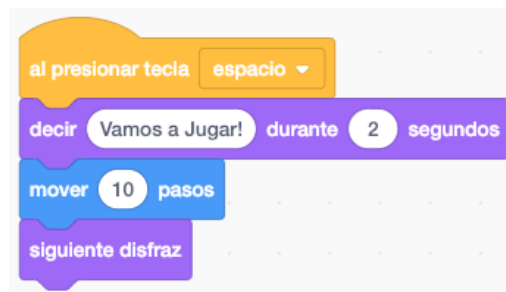 al presionar tecla espacio
decir Vamos a Jugar! durante 2 segundos
mover 10 pasos
siguiente disfraz